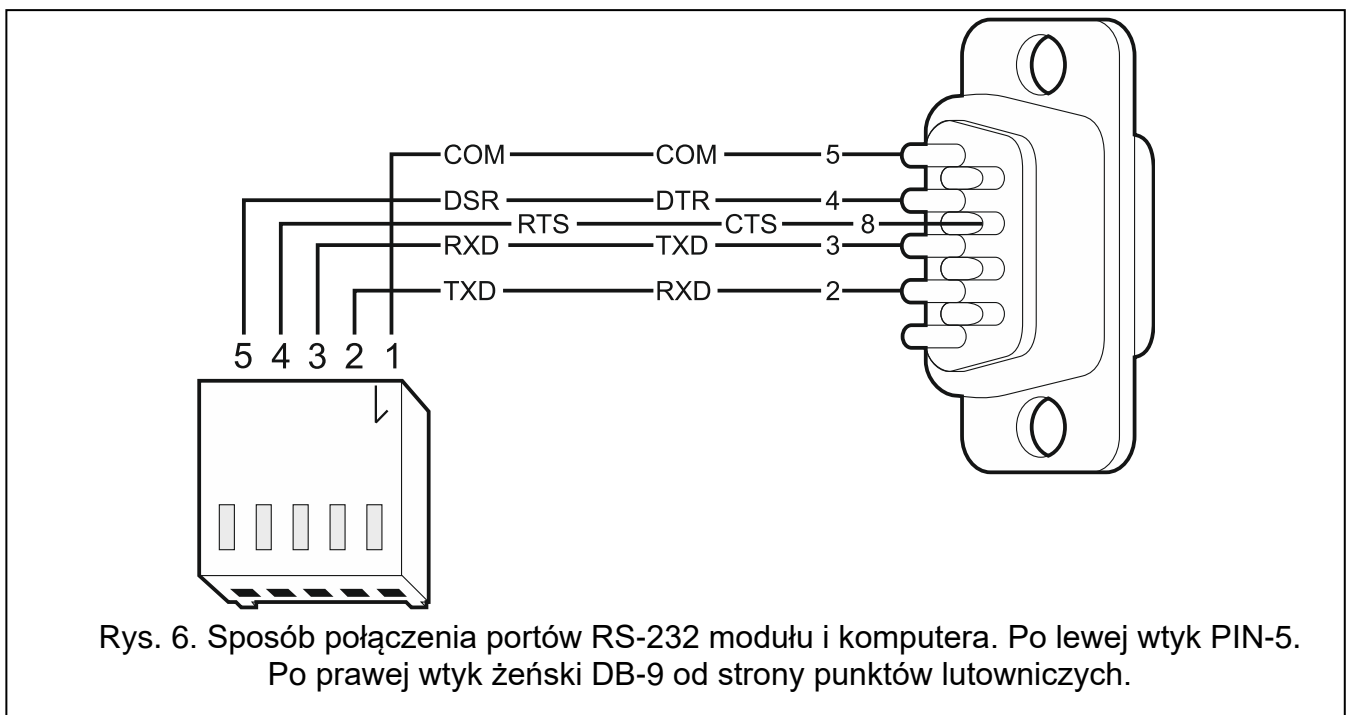 COM COM 5
DSR DTR 4
RTS CTS 8
RXD TXD 3
TXD RXD 2
5 4 3 2 1
Rys. 6. Sposób połączenia portów RS-232 modułu i komputera. Po lewej wtyk PIN-5.
Po prawej wtyk żeński DB-9 od strony punktów lutowniczych.